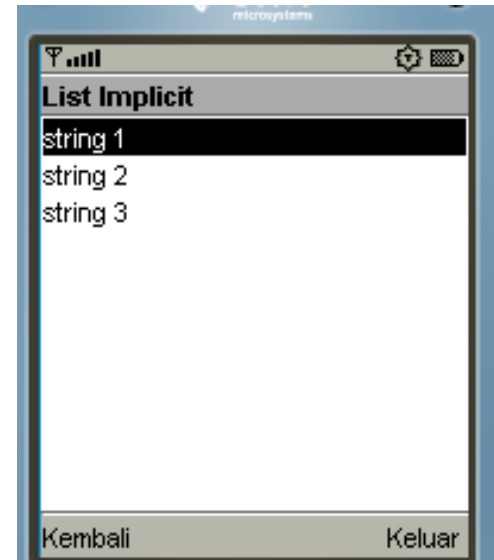 microsystems
List Implicit
string 1
string 2
string 3
Kembali Keluar